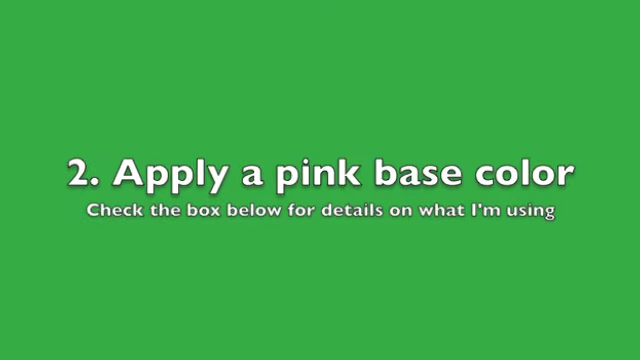 2. Apply a pink base color
Check the box below for details on what I'm using